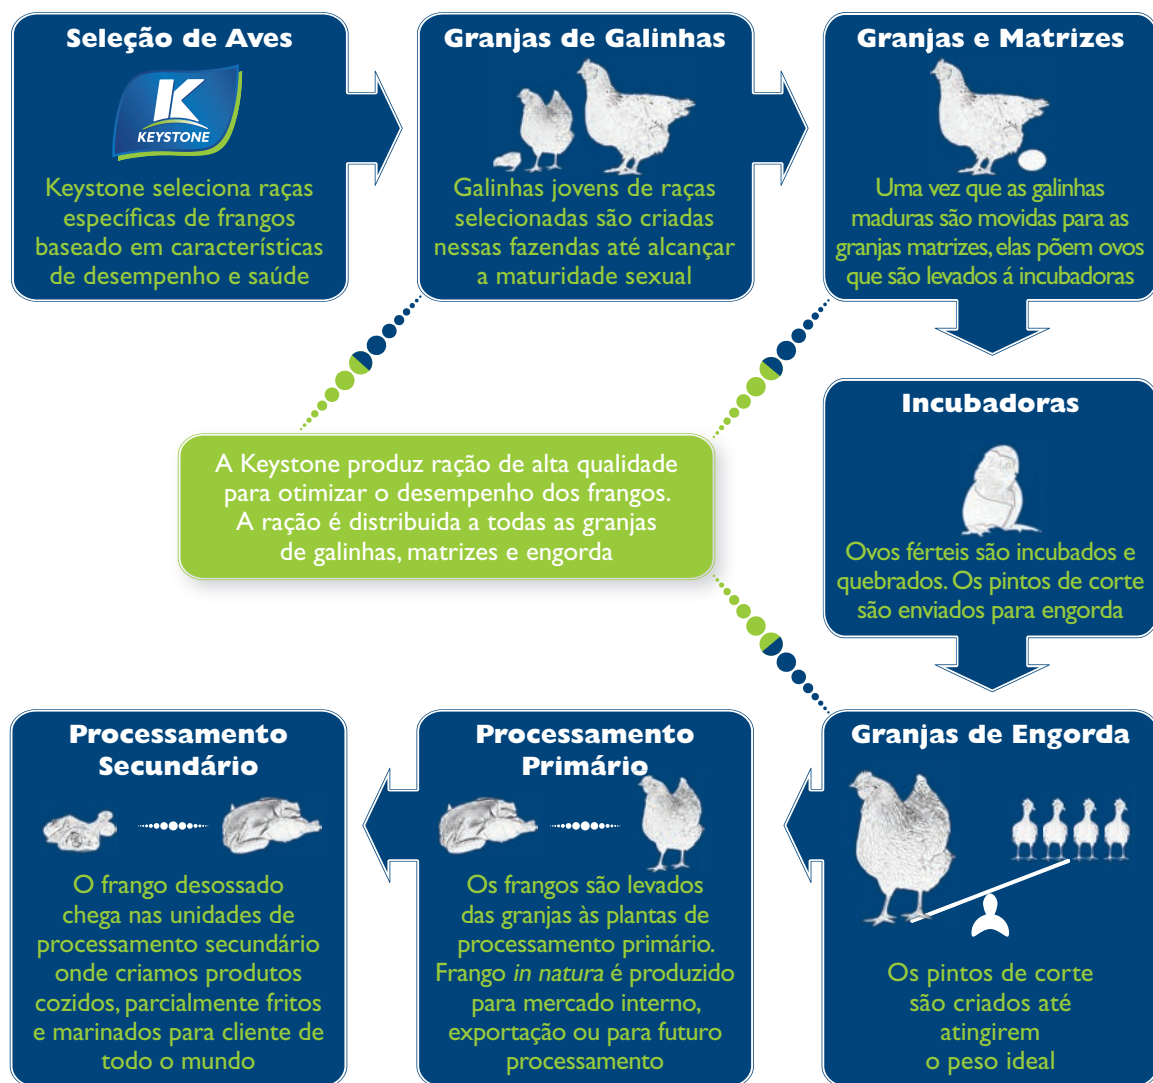 Seleção de Aves
K
KEYSTONE
Keystone seleciona raças
específicas de frangos
baseado em características
de desempenho e saúde
Granjas de Galinhas
Galinhas jovens de raças
selecionadas são criadas
nessas fazendas até alcançar
a maturidade sexual
Granjas e Matrizes
Uma vez que as galinhas
maduras são movidas para as
granjas matrizes, elas põem ovos
que são levados á incubadoras
A Keystone produz ração de alta qualidade
para otimizar o desempenho dos frangos.
A ração é distribuida a todas as granjas
de galinhas, matrizes e engorda
Incubadoras
Ovos férteis são incubados e
quebrados. Os pintos de corte
são enviados para engorda
Granjas de Engorda
Os pintos de corte
são criados até
atingirem
o peso ideal
Processamento
Primário
Os frangos são levados
das granjas às plantas de
processamento primário.
Frango in natura é produzido
para mercado interno,
exportação ou para futuro
processamento
Processamento
Secundário
O frango desossado
chega nas unidades de
processamento secundário
onde criamos produtos
cozidos, parcialmente fritos
e marinados para cliente de
todo o mundo